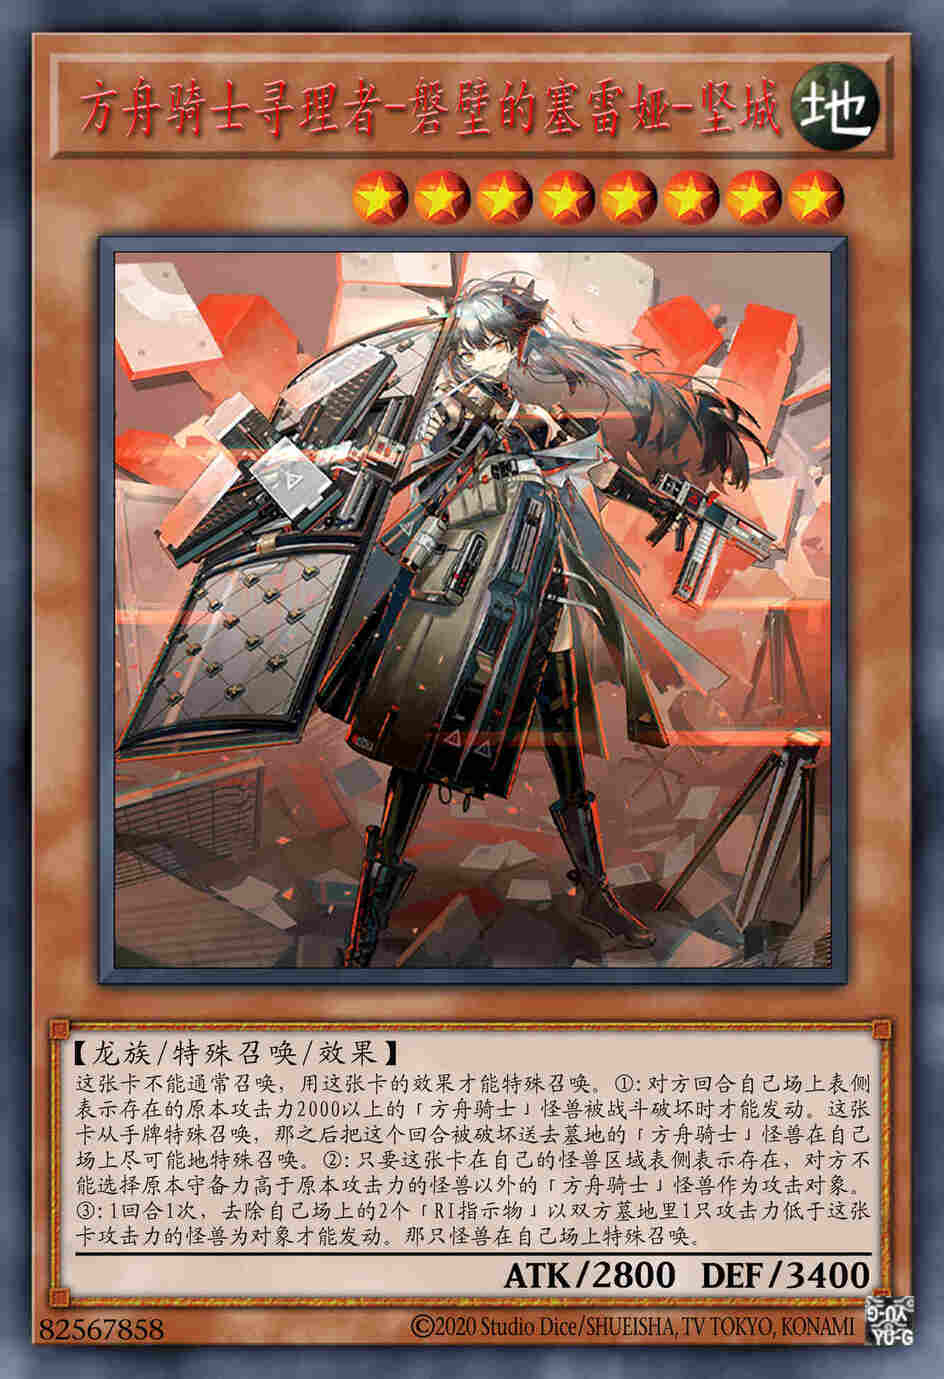 方舟骑士寻理者-磐壁的塞雷娅-坚城
地
【龙族/特殊召唤/效果】
这张卡不能通常召唤，用这张卡的效果才能特殊召唤。①:对方回合自己场上表侧
表示存在的原本攻击力2000以上的「方舟骑士」怪兽被战斗破坏时才能发动。这张
卡从手牌特殊召唤，那之后把这个回合被破坏送去墓地的「方舟骑士」怪兽在自己
场上尽可能地特殊召唤。②:只要这张卡在自己的怪兽区域表侧表示存在，对方不
能选择原本守备力高于原本攻击力的怪兽以外的「方舟骑士」怪兽作为攻击对象。
③:1回合1次，去除自己场上的2个「RI指示物」以双方墓地里1只攻击力低于这张
卡攻击力的怪兽为对象才能发动。那只怪兽在自己场上特殊召唤。
ATK/2800 DEF/3400
82567858
©2020 Studio Dice/SHUEISHA, TV TOKYO, KONAMI